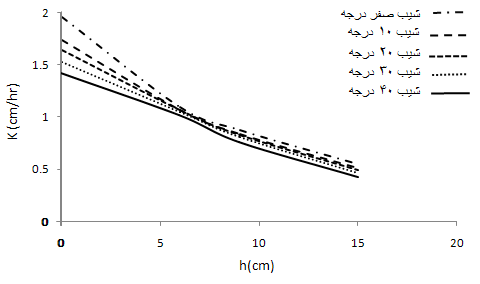 2
1.5
1
0.5
0
0 5 10 15 20
K (cm/hr)
h(cm)
شیب صفر درجه
شیب ۱۰ درجه
شیب ۲۰ درجه
شیب ۳۰ درجه
شیب ۴۰ درجه